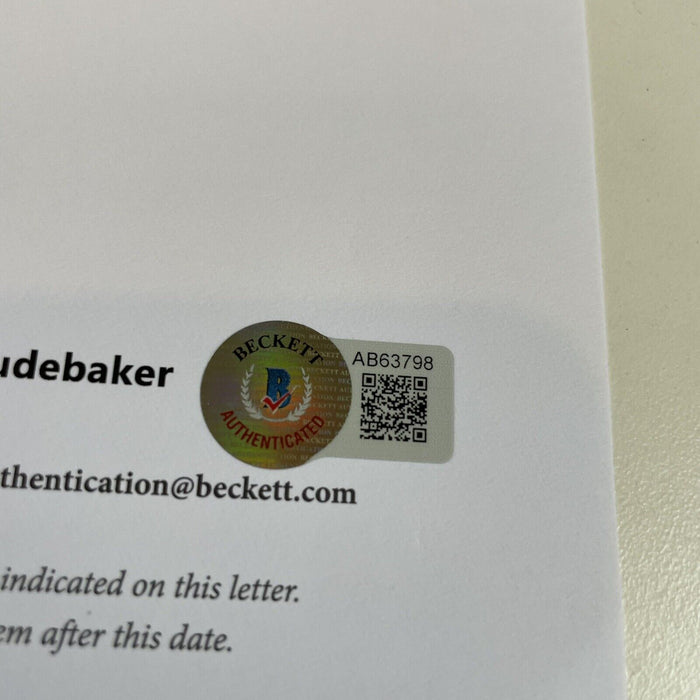 udebaker
BECKETT
AUTHENTICATED
B
AB63798
thentication@beckett.com
indicated on this letter.
em after this date.